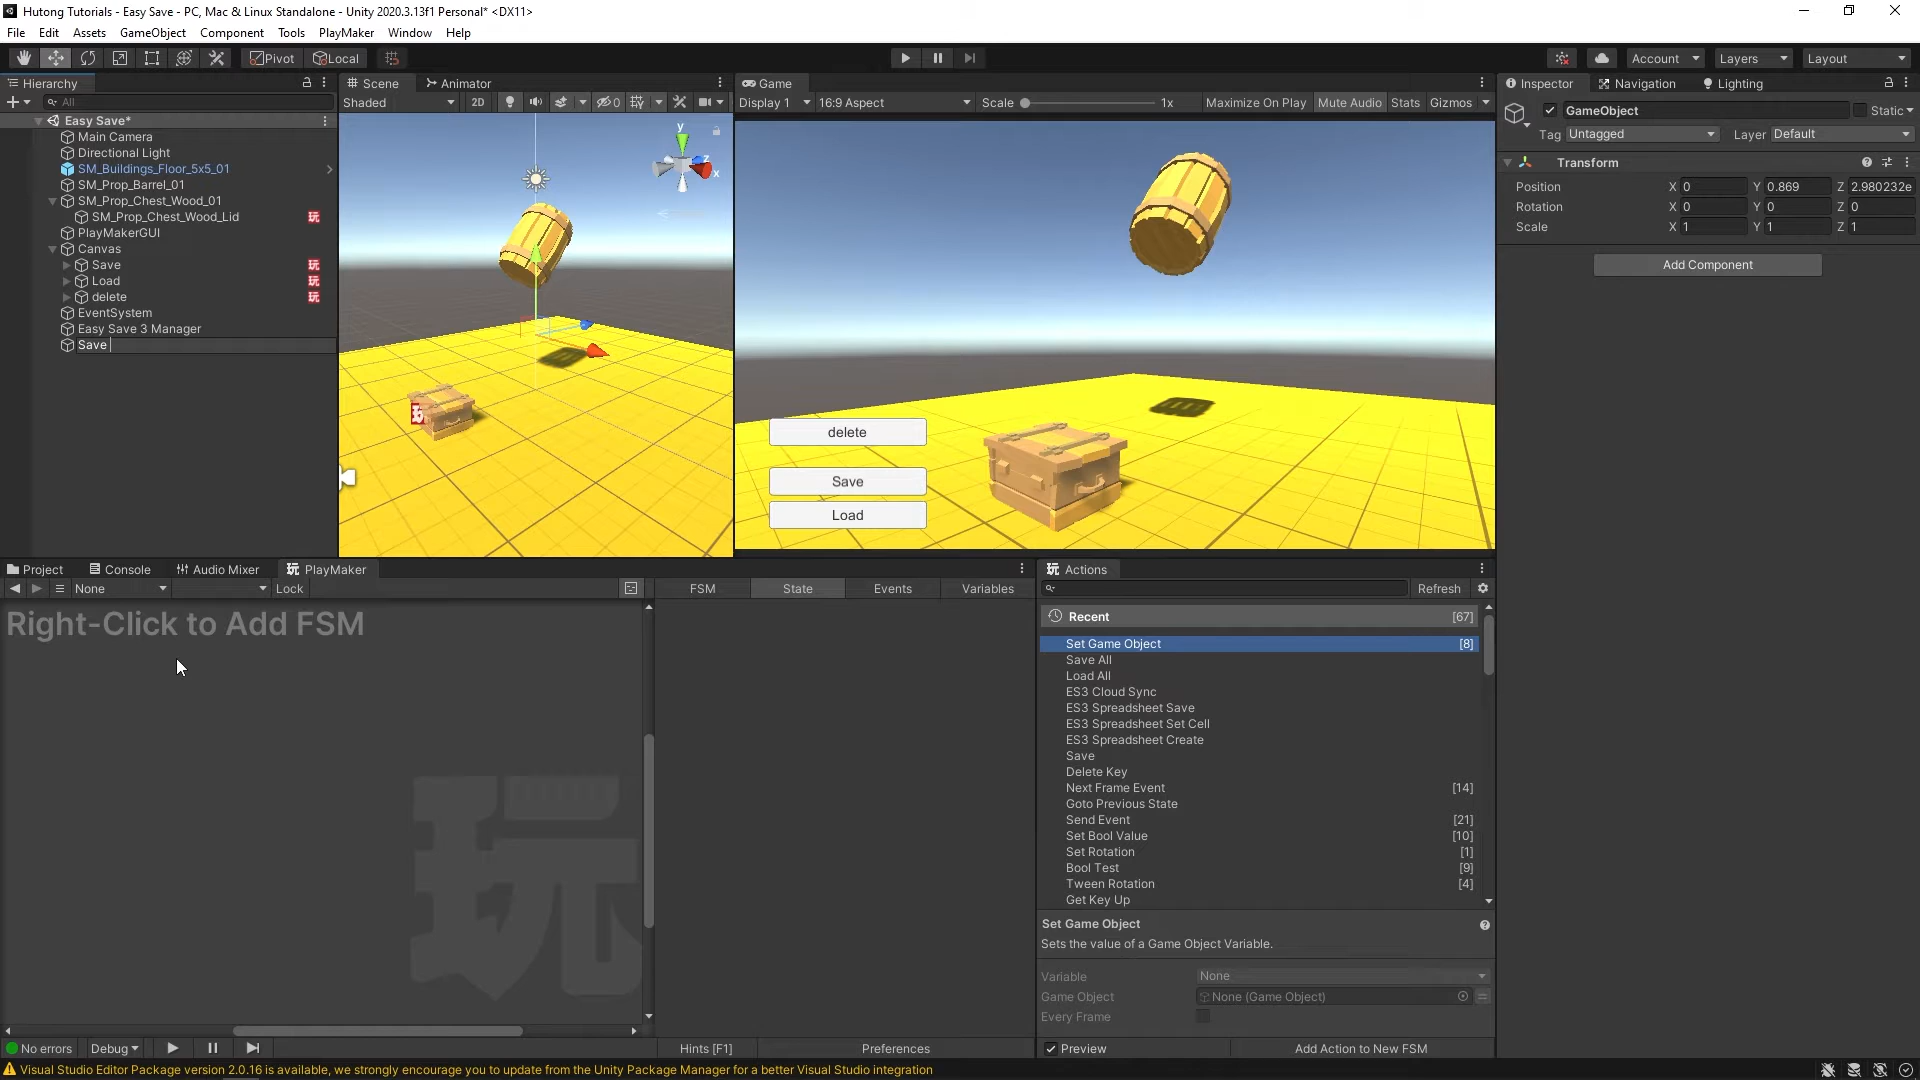 Hutong Tutorials - Easy Save - PC, Mac & Linux Standalone - Unity 2020.3.13f1 Personal* <DX11>
File Edit Assets GameObject Component Tools PlayMaker Window Help
Pivot Local Account Layers Layout
Hierarchy Scene Animator Game Inspector Navigation Lighting
All Shaded 2D 0 Display 1 16:9 Aspect Scale 1x Maximize On Play Mute Audio Stats Gizmos
GameObject Static
Tag Untagged Layer Default
Transform
Position X 0 Y 0.869 Z 2.980232e
Rotation X 0 Y 0 Z 0
Scale X 1 Y 1 Z 1
Add Component
Easy Save*
Main Camera
Directional Light
SM_Buildings_Floor_5x5_01
SM_Prop_Barrel_01
SM_Prop_Chest_Wood_01
SM_Prop_Chest_Wood_Lid 玩
PlayMakerGUI
Canvas
Save 玩
Load 玩
delete 玩
EventSystem
Easy Save 3 Manager
Save
y
z
x
玩
delete
Save
Load
Project Console Audio Mixer 玩 PlayMaker
None Lock
FSM State Events Variables
Right-Click to Add FSM
玩
玩 Actions
Refresh
Recent [67]
Set Game Object [8]
Save All
Load All
ES3 Cloud Sync
ES3 Spreadsheet Save
ES3 Spreadsheet Set Cell
ES3 Spreadsheet Create
Save
Delete Key
Next Frame Event [14]
Goto Previous State
Send Event [21]
Set Bool Value [10]
Set Rotation [1]
Bool Test [9]
Tween Rotation [4]
Get Key Up
Set Game Object
Sets the value of a Game Object Variable.
Variable None
Game Object None (Game Object)
Every Frame
No errors Debug Hints [F1] Preferences Preview Add Action to New FSM
Visual Studio Editor Package version 2.0.16 is available, we strongly encourage you to update from the Unity Package Manager for a better Visual Studio integration